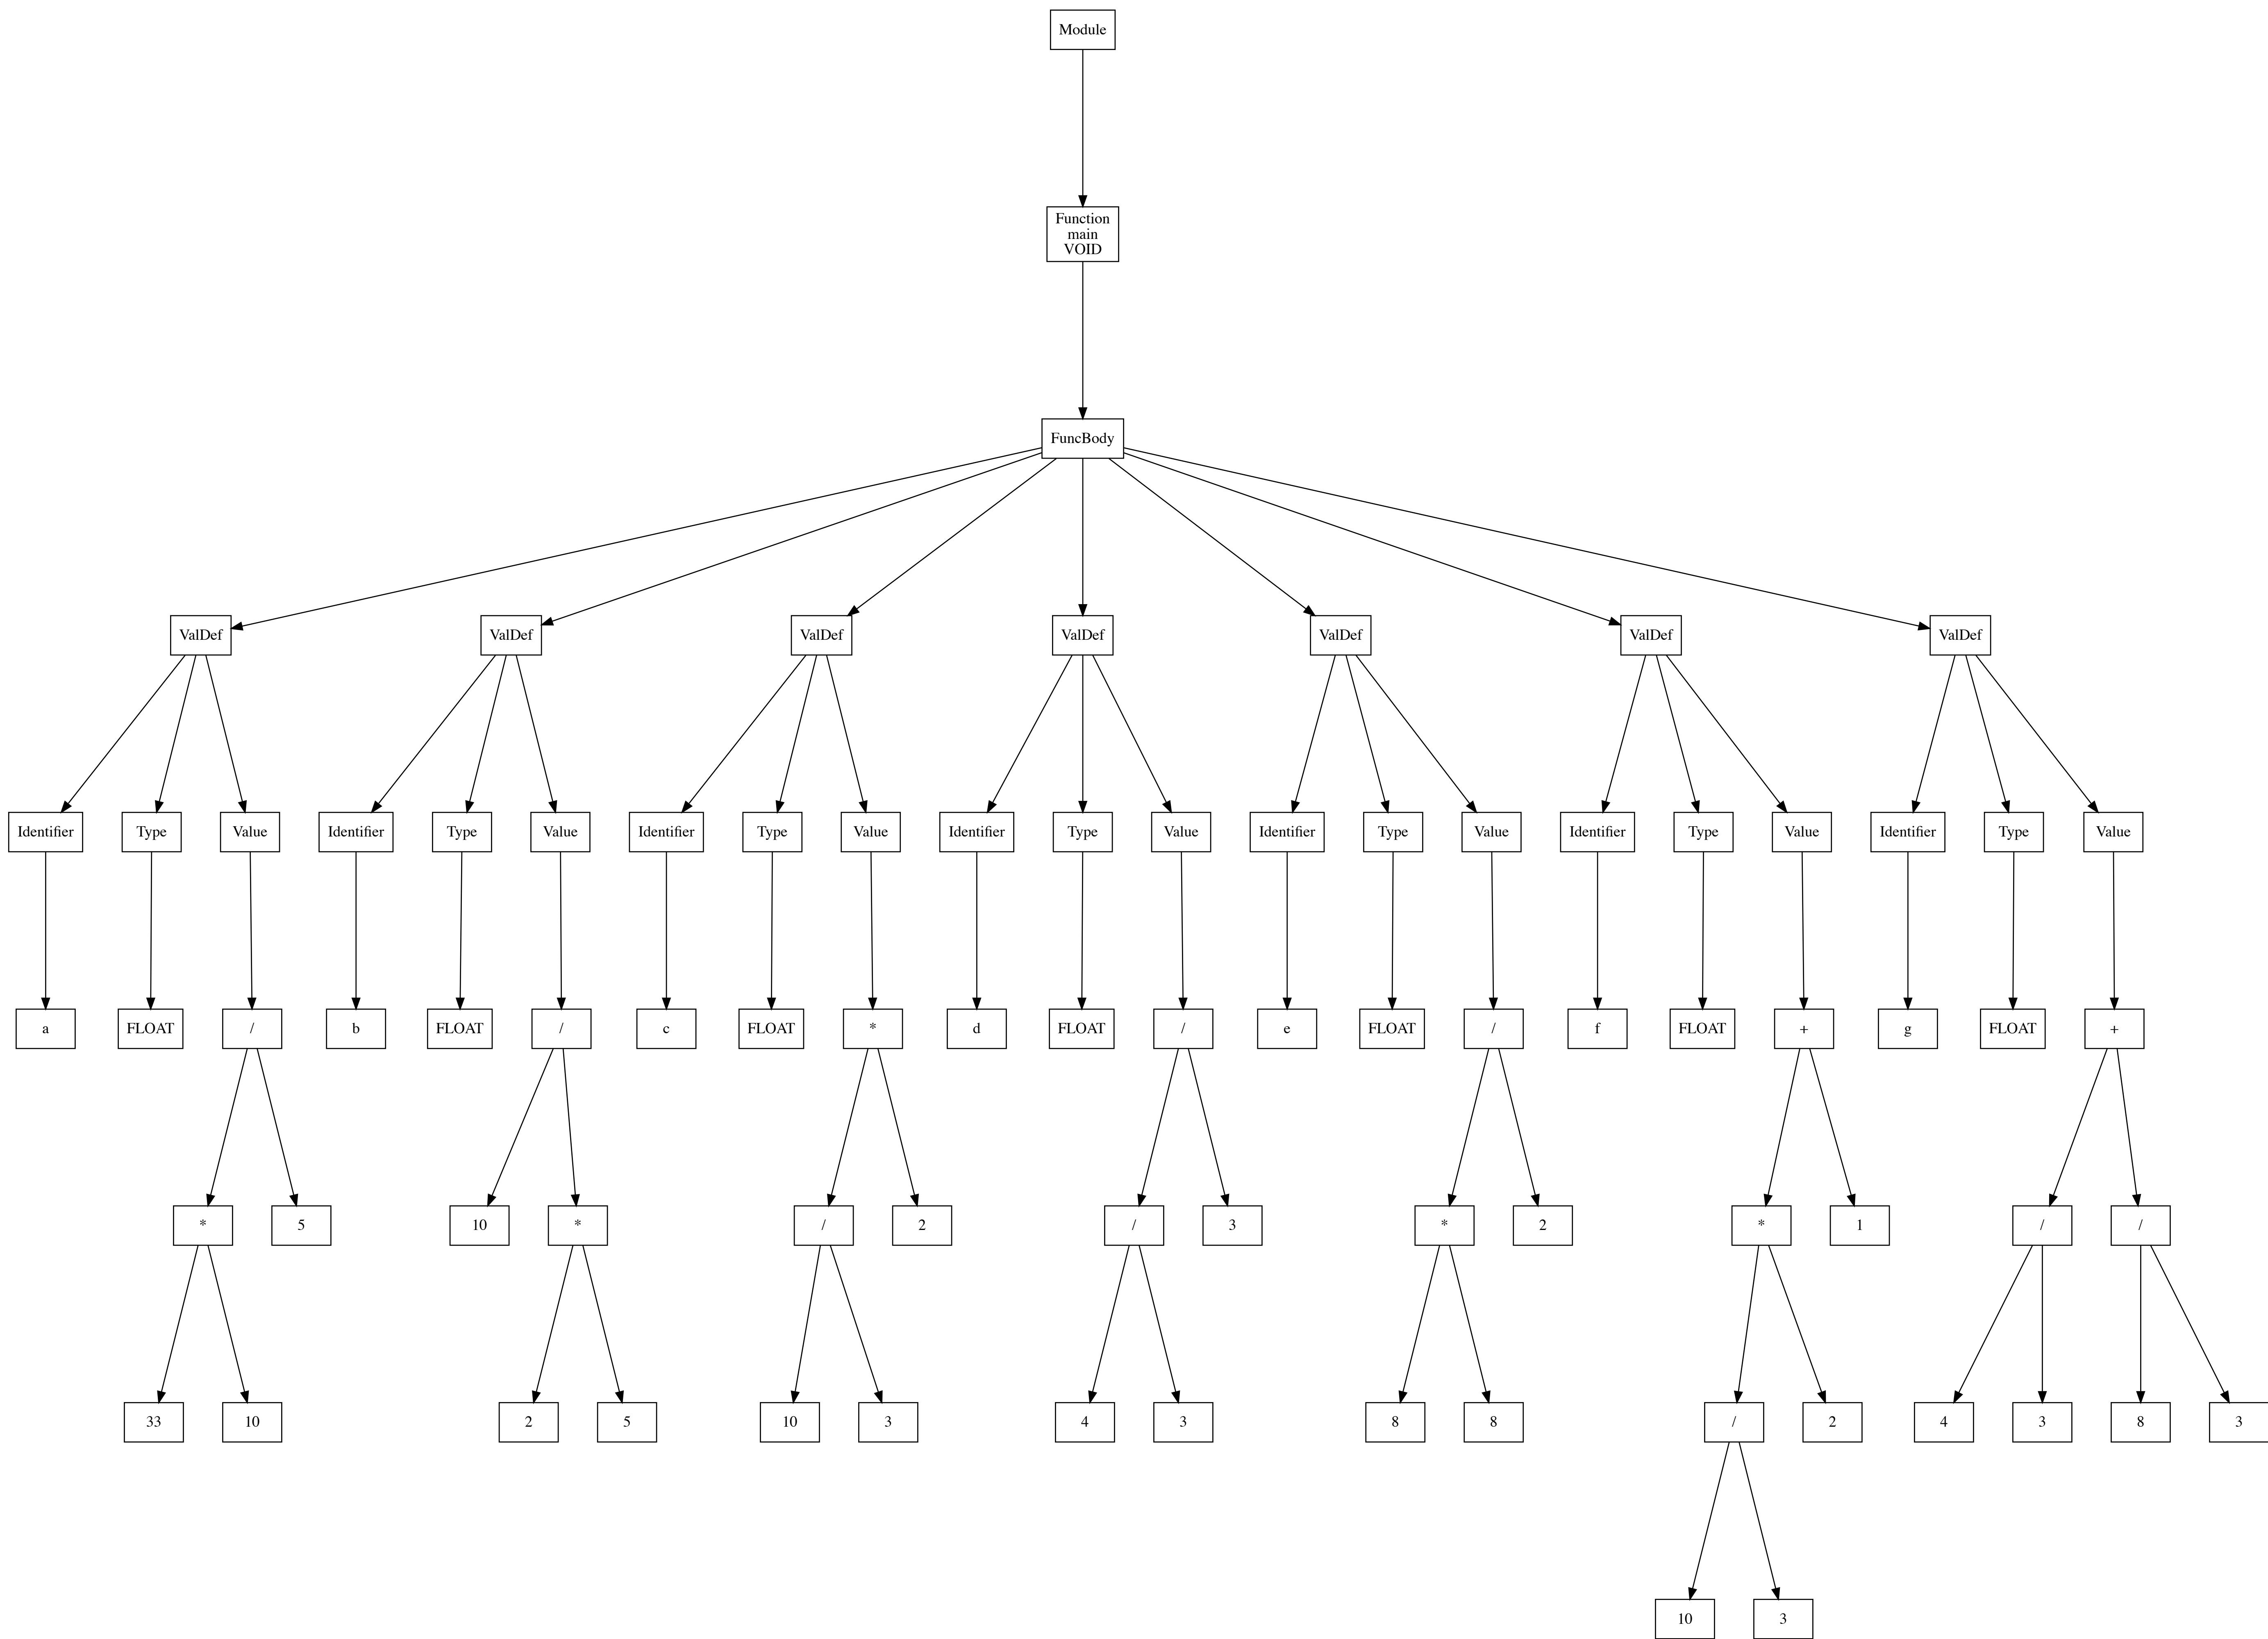 Module
Function
main
VOID
FuncBody
ValDef
ValDef
ValDef
ValDef
ValDef
ValDef
ValDef
Identifier
Type
Value
Identifier
Type
Value
Identifier
Type
Value
Identifier
Type
Value
Identifier
Type
Value
Identifier
Type
Value
Identifier
Type
Value
a
FLOAT
/
b
FLOAT
/
c
FLOAT
*
d
FLOAT
/
e
FLOAT
/
f
FLOAT
+
g
FLOAT
+
*
5
10
*
/
2
/
3
*
2
*
1
/
/
33
10
2
5
10
3
4
3
8
8
/
2
4
3
8
3
10
3